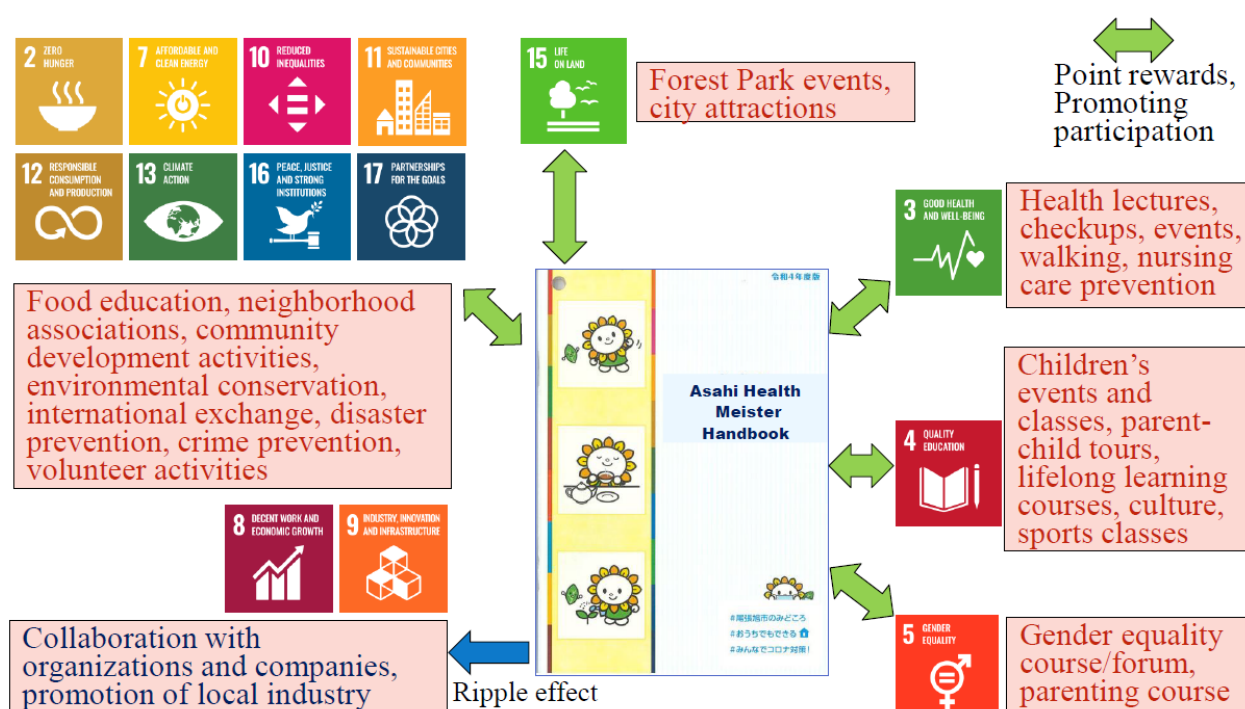 2 ZERO
HUNGER
7 AFFORDABLE AND
CLEAN ENERGY
10 REDUCED
INEQUALITIES
11 SUSTAINABLE CITIES
AND COMMUNITIES
12 RESPONSIBLE
CONSUMPTION
AND PRODUCTION
13 CLIMATE
ACTION
16 PEACE, JUSTICE
AND STRONG
INSTITUTIONS
17 PARTNERSHIPS
FOR THE GOALS
15 LIFE
ON LAND
Forest Park events,
city attractions
Point rewards,
Promoting
participation
3 GOOD HEALTH
AND WELL-BEING
Health lectures,
checkups, events,
walking, nursing
care prevention
Food education, neighborhood
associations, community
development activities,
environmental conservation,
international exchange, disaster
prevention, crime prevention,
volunteer activities
令和4年度版
Asahi Health
Meister
Handbook
#尾張旭市のみどころ
#おうちでもできる
#みんなでコロナ対策!
4 QUALITY
EDUCATION
Children's
events and
classes, parent-
child tours,
lifelong learning
courses, culture,
sports classes
8 DECENT WORK AND
ECONOMIC GROWTH
9 INDUSTRY, INNOVATION
AND INFRASTRUCTURE
Collaboration with
organizations and companies,
promotion of local industry
Ripple effect
5 GENDER
EQUALITY
Gender equality
course/forum,
parenting course